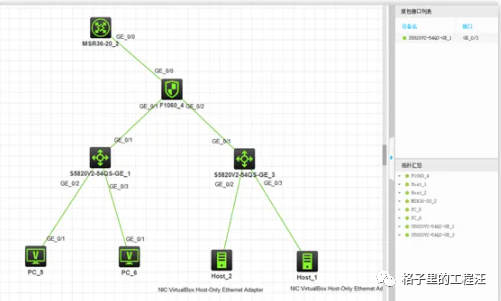 抓包接口列表
设备名 接口
S5820V2-54QS-GE_1 GE_0/3
MSR36-20_2
GE_0/0
GE_0/0
F1060_4
GE_0/1 GE_0/2
GE_0/1 GE_0/1
S5820V2-54QS-GE_1 S5820V2-54QS-GE_3
GE_0/2 GE_0/3 GE_0/2 GE_0/3
GE_0/1 GE_0/1
PC_5 PC_6 Host_2 Host_1
NIC VirtualBox Host-Only Ethernet Adapter NIC VirtualBox Host-Only Ethernet Ad
拓扑汇总
F1060_4
Host_1
Host_2
MSR36-20_2
PC_5
PC_6
S5820V2-54QS-GE_1
S5820V2-54QS-GE_3
格子里的工程汪